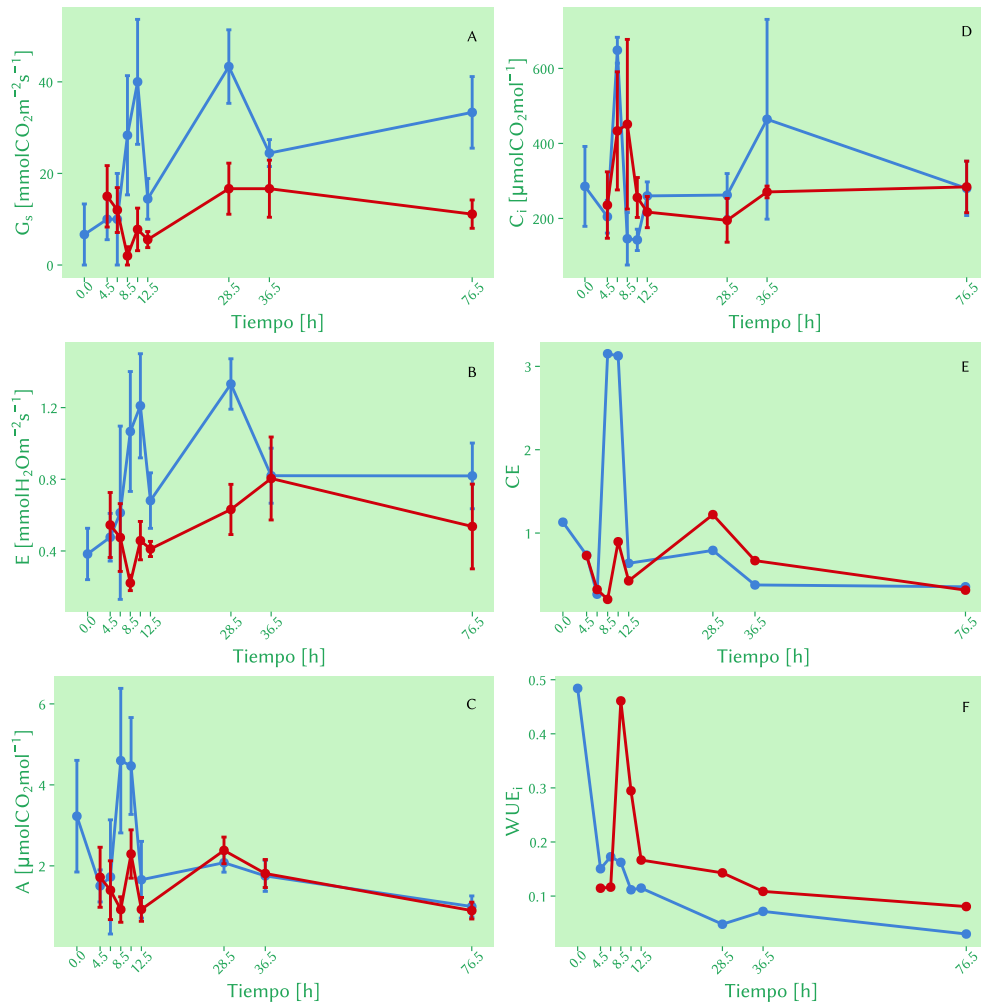 A
G_s [mmolCO₂m⁻²s⁻¹]
40
20
0
0.0 4.5 8.5 12.5 28.5 36.5 76.5
Tiempo [h]
D
C_i [µmolCO₂mol⁻¹]
600
400
200
0.0 4.5 8.5 12.5 28.5 36.5 76.5
Tiempo [h]
B
E [mmolH₂Om⁻²s⁻¹]
1.2
0.8
0.4
0.0 4.5 8.5 12.5 28.5 36.5 76.5
Tiempo [h]
E
CE
3
2
1
0.0 4.5 8.5 12.5 28.5 36.5 76.5
Tiempo [h]
C
A [µmolCO₂mol⁻¹]
6
4
2
0.0 4.5 8.5 12.5 28.5 36.5 76.5
Tiempo [h]
F
WUE_i
0.5
0.4
0.3
0.2
0.1
0.0 4.5 8.5 12.5 28.5 36.5 76.5
Tiempo [h]